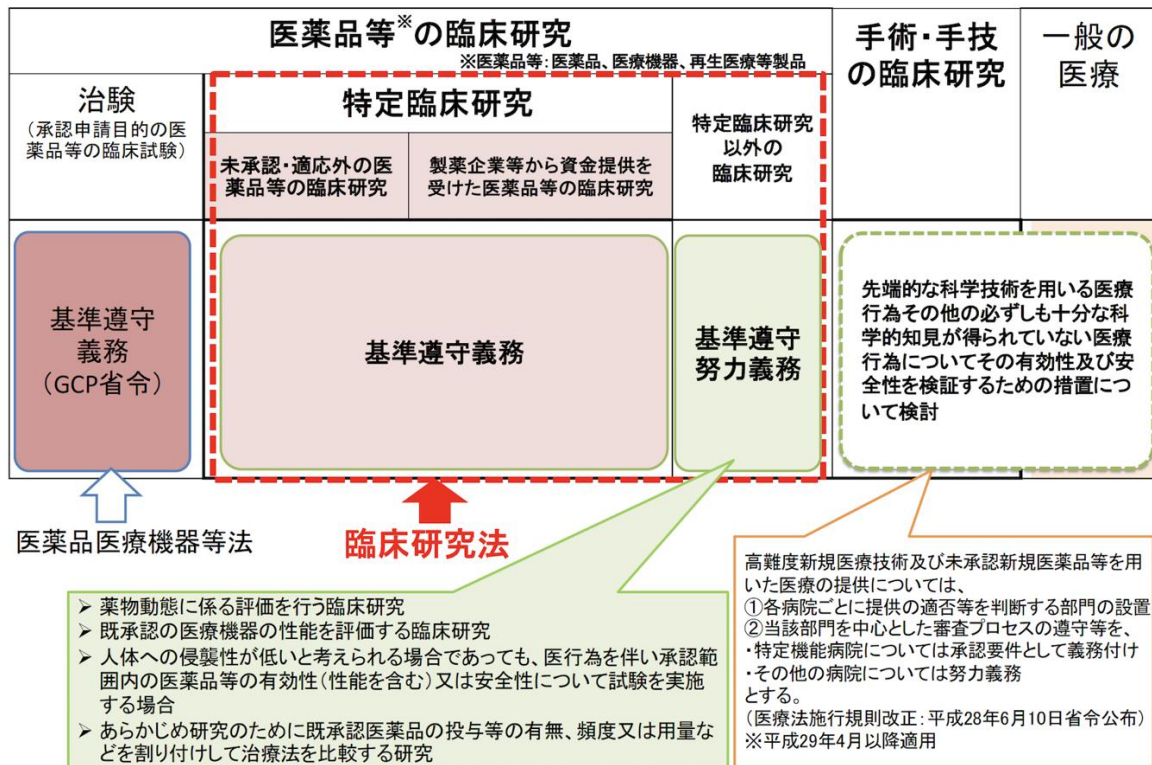 医薬品等※の臨床研究
※医薬品等：医薬品、医療機器、再生医療等製品
手術・手技
の臨床研究
一般の
医療
治験
（承認申請目的の医
薬品等の臨床試験）
特定臨床研究
未承認・適応外の医
薬品等の臨床研究
製薬企業等から資金提供を
受けた医薬品等の臨床研究
特定臨床研究
以外の
臨床研究
基準遵守
義務
（GCP省令）
基準遵守義務
基準遵守
努力義務
先端的な科学技術を用いる医療
行為その他の必ずしも十分な科
学的知見が得られていない医療
行為についてその有効性及び安
全性を検証するための措置につ
いて検討
医薬品医療機器等法
臨床研究法
➢ 薬物動態に係る評価を行う臨床研究
➢ 既承認の医療機器の性能を評価する臨床研究
➢ 人体への侵襲性が低いと考えられる場合であっても、医行為を伴い承認範
囲内の医薬品等の有効性（性能を含む）又は安全性について試験を実施
する場合
➢ あらかじめ研究のために既承認医薬品の投与等の有無、頻度又は用量な
どを割り付けして治療法を比較する研究
高難度新規医療技術及び未承認新規医薬品等を用
いた医療の提供については、
①各病院ごとに提供の適否等を判断する部門の設置
②当該部門を中心とした審査プロセスの遵守等を、
・特定機能病院については承認要件として義務付け
・その他の病院については努力義務
とする。
（医療法施行規則改正：平成28年6月10日省令公布）
※平成29年4月以降適用